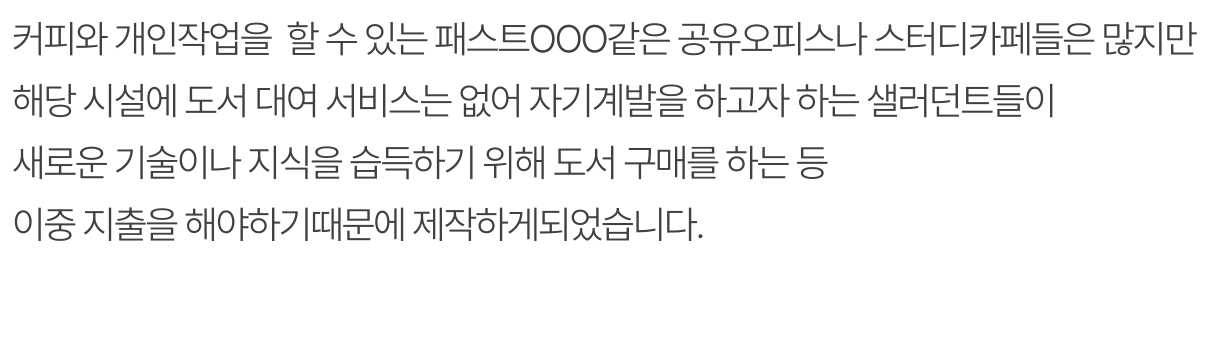 커피와 개인작업을  할 수 있는 패스트OOO같은 공유오피스나 스터디카페들은 많지만
해당 시설에 도서 대여 서비스는 없어 자기계발을 하고자 하는 샐러던트들이
새로운 기술이나 지식을 습득하기 위해 도서 구매를 하는 등
이중 지출을 해야하기때문에 제작하게되었습니다.